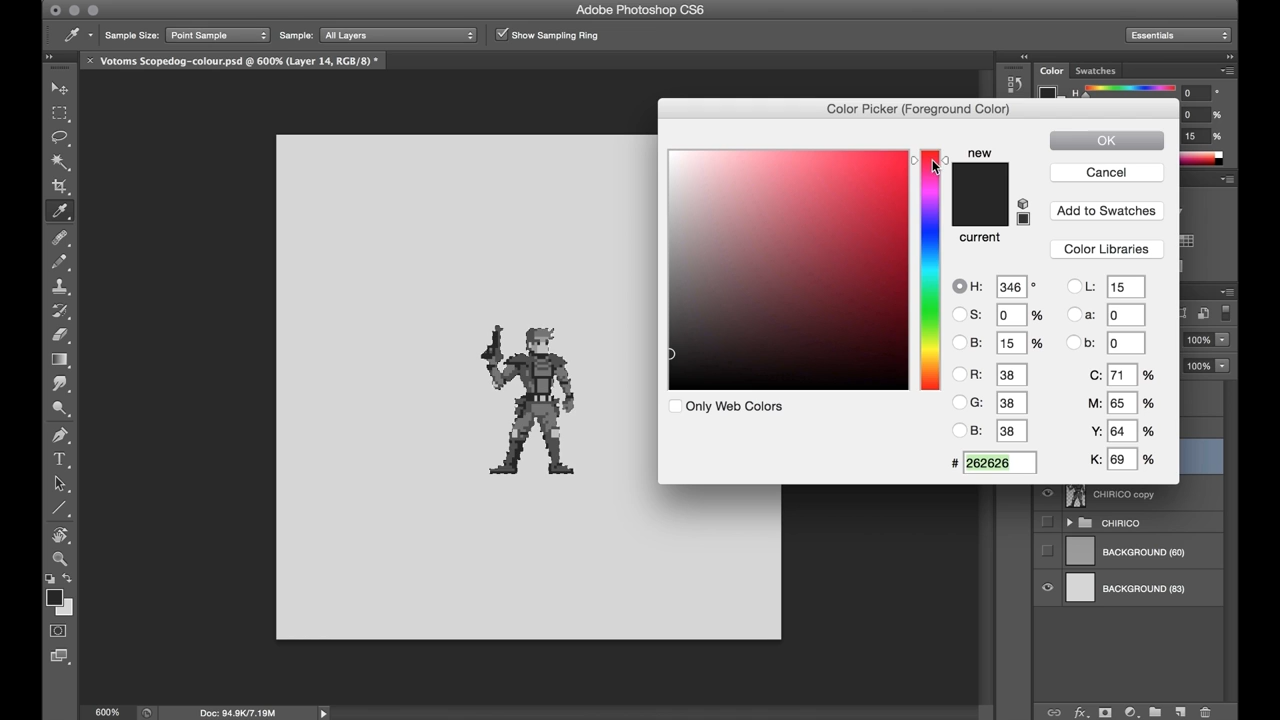 Adobe Photoshop CS6
Sample Size: Point Sample Sample: All Layers Show Sampling Ring Essentials
Votoms Scopedog-colour.psd @ 600% (Layer 14, RGB/8) *
Color Swatches
H 0 °
0 %
15 %
Color Picker (Foreground Color)
new
current
OK
Cancel
Add to Swatches
Color Libraries
H: 346 ° L: 15
S: 0 % a: 0
B: 15 % b: 0
R: 38 C: 71 %
G: 38 M: 65 %
B: 38 Y: 64 %
# 262626 K: 69 %
Only Web Colors
100%
100%
CHIRICO copy
CHIRICO
BACKGROUND (60)
BACKGROUND (83)
600% Doc: 94.9K/7.19M